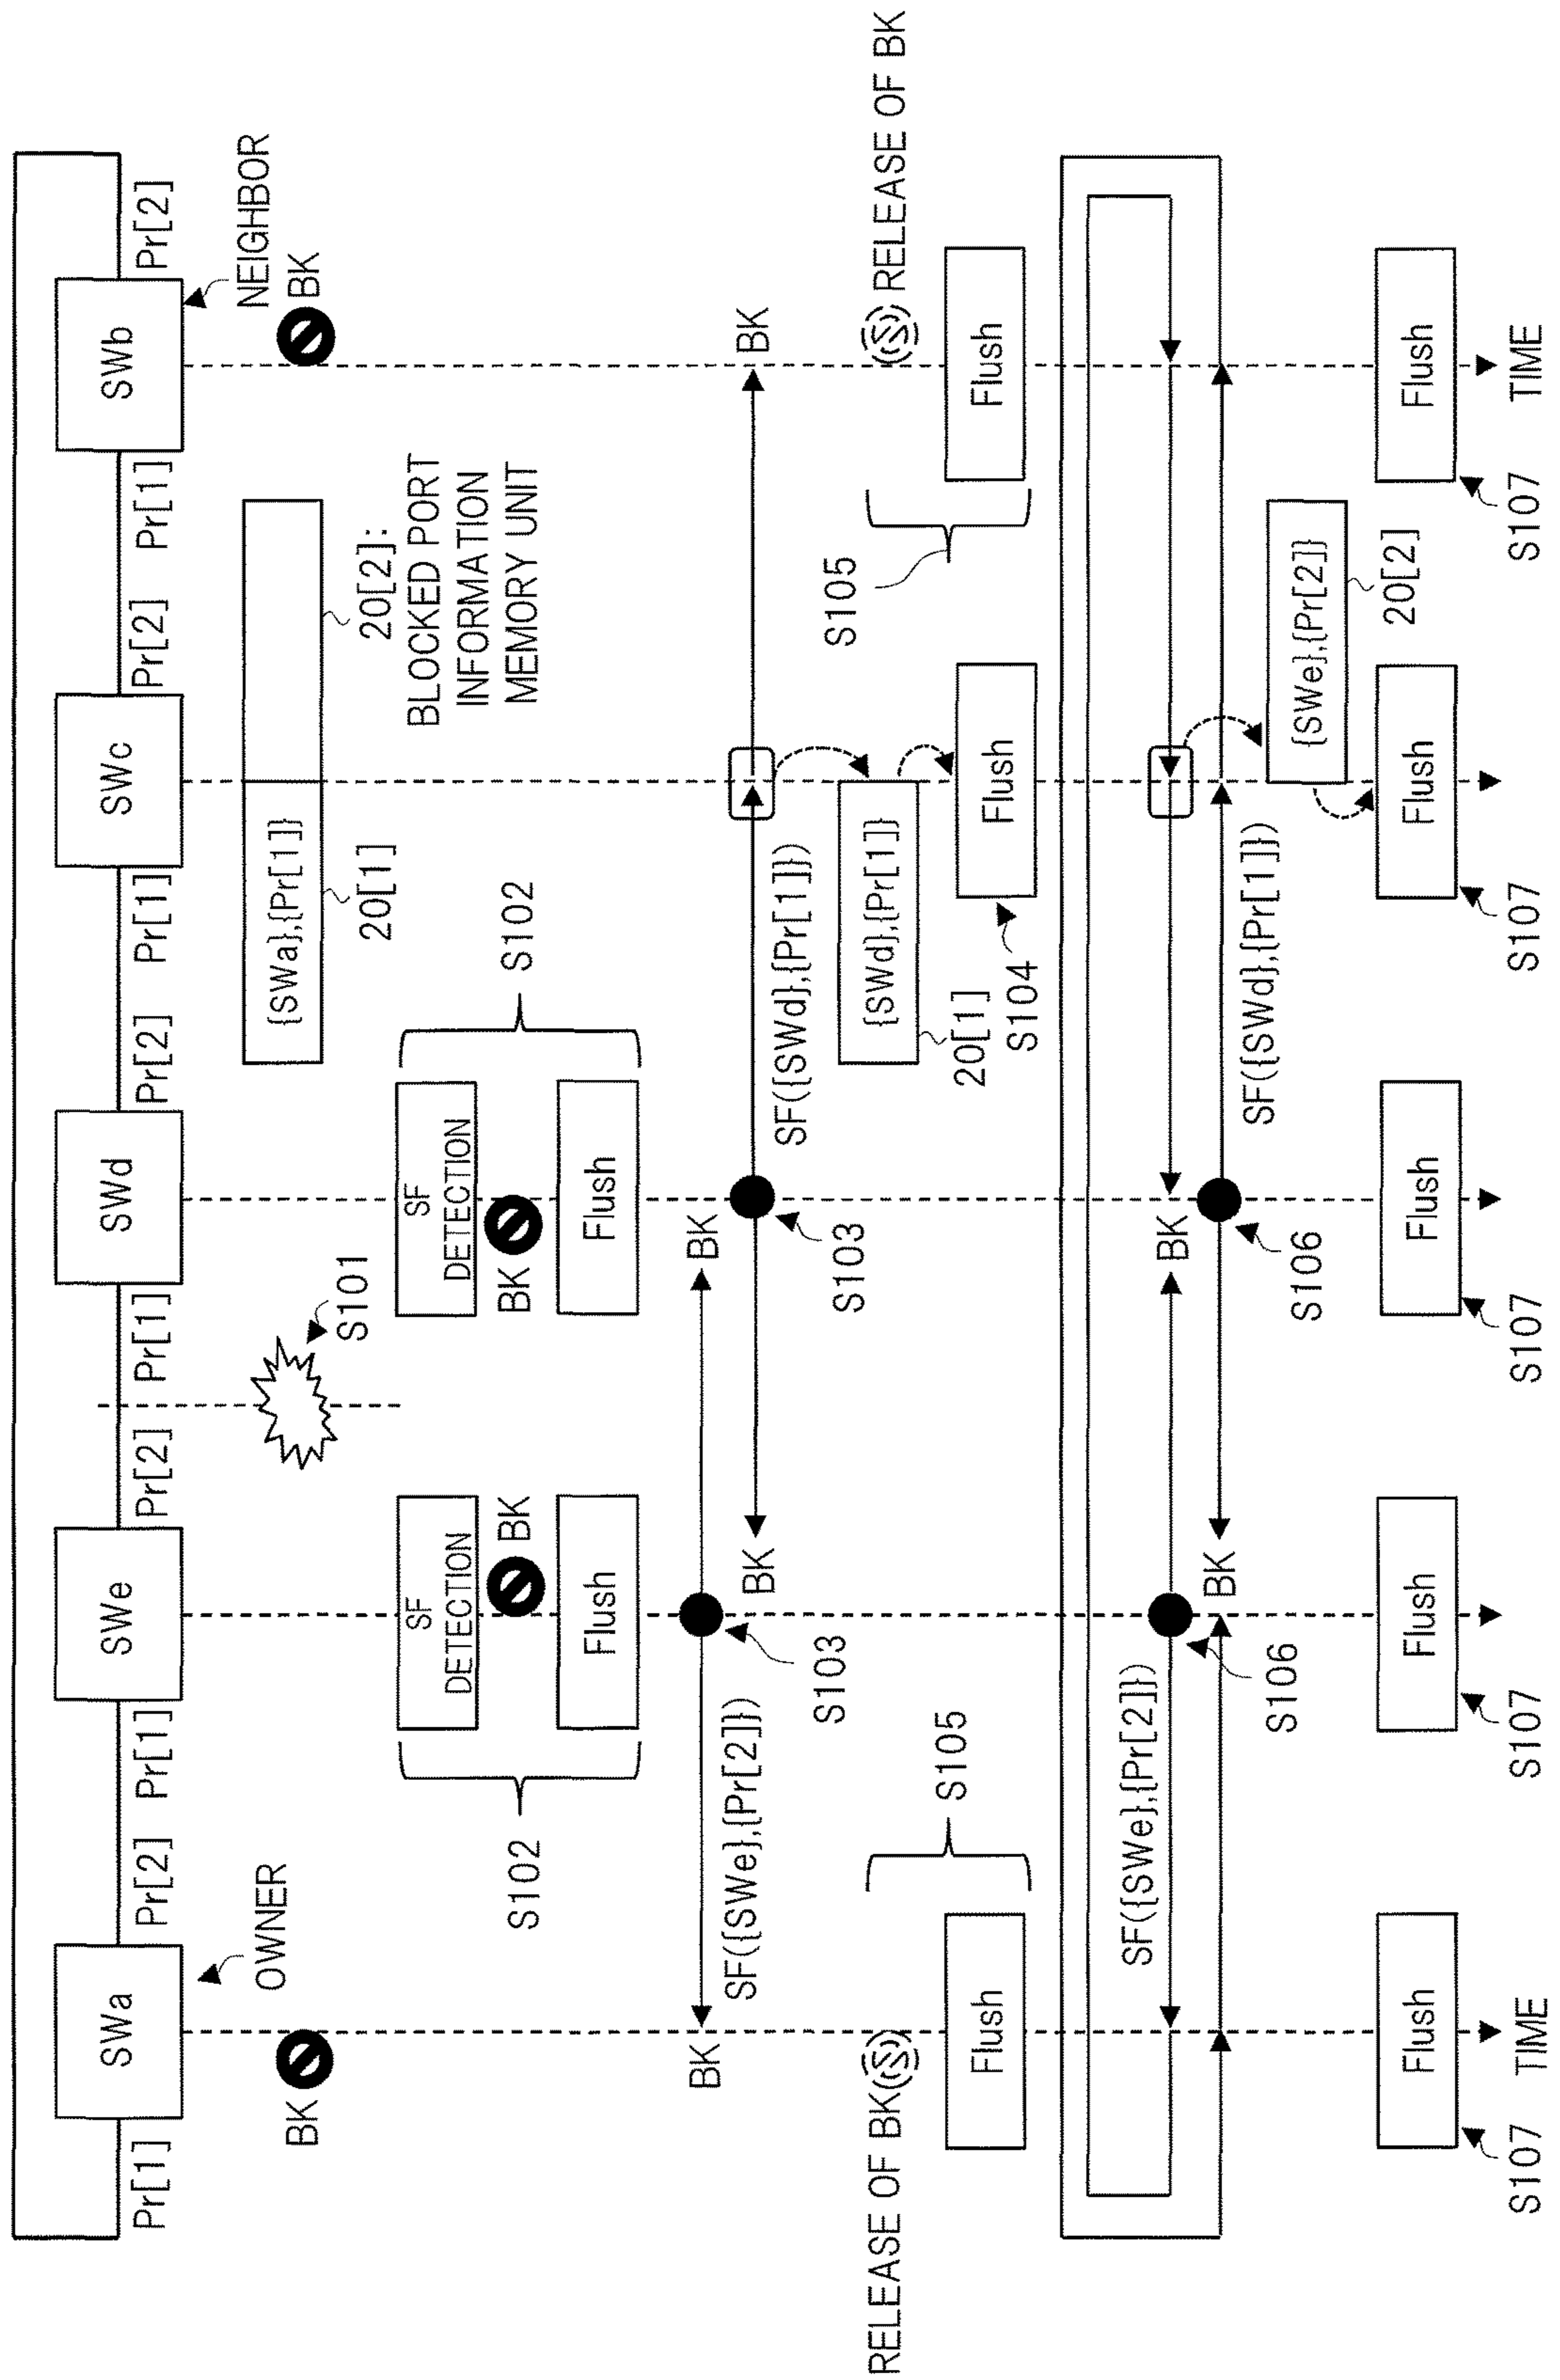 SWa
SWe
SWd
SWc
SWb
Pr[1]
Pr[2]
Pr[1]
Pr[2]
Pr[1]
Pr[2]
Pr[1]
Pr[2]
Pr[1]
Pr[2]
OWNER
NEIGHBOR
BK
BK
S101
{SWa},{Pr[1]}
20[1]
20[2]:
BLOCKED PORT
INFORMATION
MEMORY UNIT
SF
DETECTION
BK
Flush
S102
SF
DETECTION
BK
Flush
S102
BK
SF({SWe},{Pr[2]})
S103
BK
BK
S103
SF({SWd},{Pr[1]})
BK
{SWd},{Pr[1]}
20[1]
Flush
S104
RELEASE OF BK
Flush
S105
RELEASE OF BK
Flush
S105
SF({SWe},{Pr[2]})
S106
BK
BK
S106
SF({SWd},{Pr[1]})
{SWe},{Pr[2]}
20[2]
Flush
S107
Flush
S107
Flush
S107
Flush
S107
Flush
S107
TIME
TIME